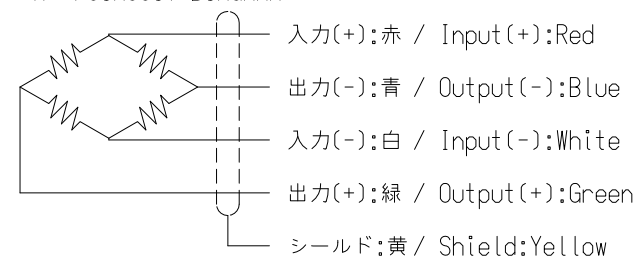 入力(+):赤 / Input(+):Red
出力(-):青 / Output(-):Blue
入力(-):白 / Input(-):White
出力(+):緑 / Output(+):Green
シールド:黄 / Shield:Yellow